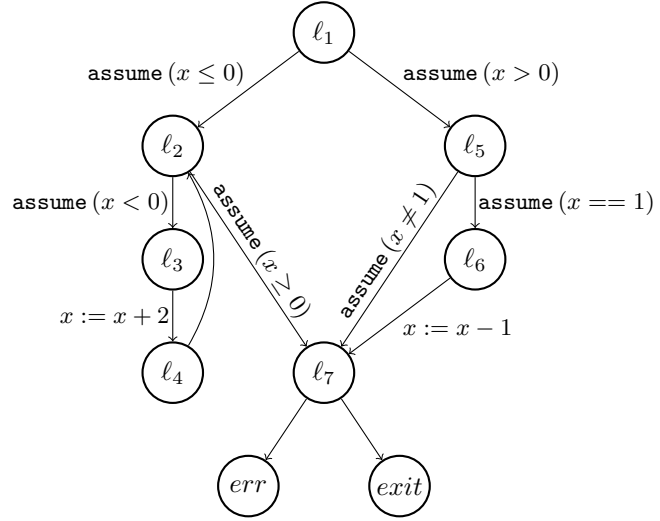 ℓ₁
assume (x ≤ 0)
assume (x > 0)
ℓ₂
ℓ₅
assume (x < 0)
assume (x ≥ 0)
assume (x ≠ 1)
assume (x == 1)
ℓ₃
ℓ₆
x := x + 2
x := x − 1
ℓ₄
ℓ₇
err
exit